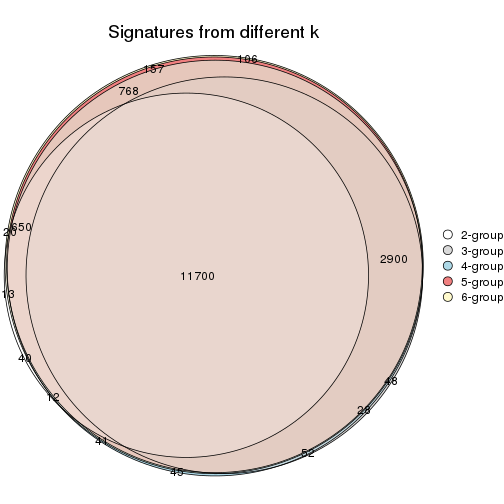 Signatures from different k
106
157
768
650
20
2900
11700
13
40
48
12
28
41
52
45
2-group
3-group
4-group
5-group
6-group